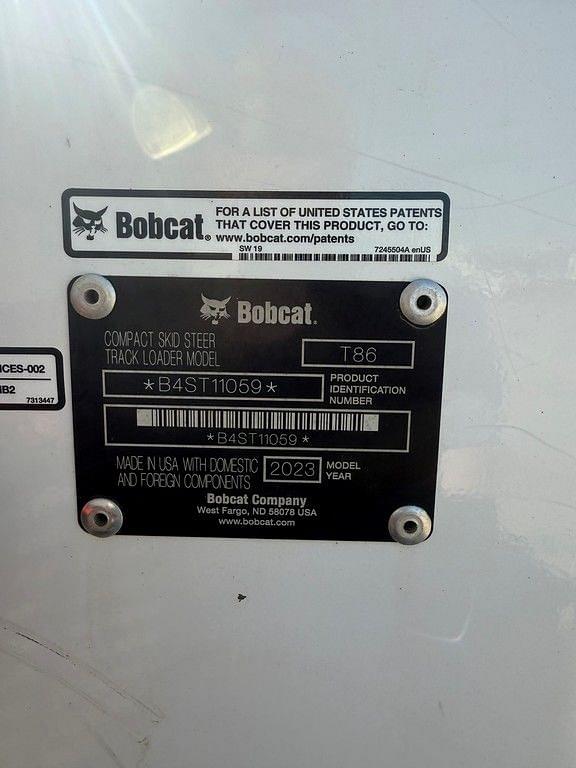 Bobcat.
FOR A LIST OF UNITED STATES PATENTS
THAT COVER THIS PRODUCT, GO TO:
www.bobcat.com/patents
SW 19
7245504A enUS
Bobcat.
COMPACT SKID STEER
TRACK LOADER MODEL
T86
*B4ST11059*
PRODUCT
IDENTIFICATION
NUMBER
*B4ST11059*
MADE IN USA WITH DOMESTIC
AND FOREIGN COMPONENTS
2023
MODEL
YEAR
Bobcat Company
West Fargo, ND 58078 USA
www.bobcat.com
ICES-002
7313447